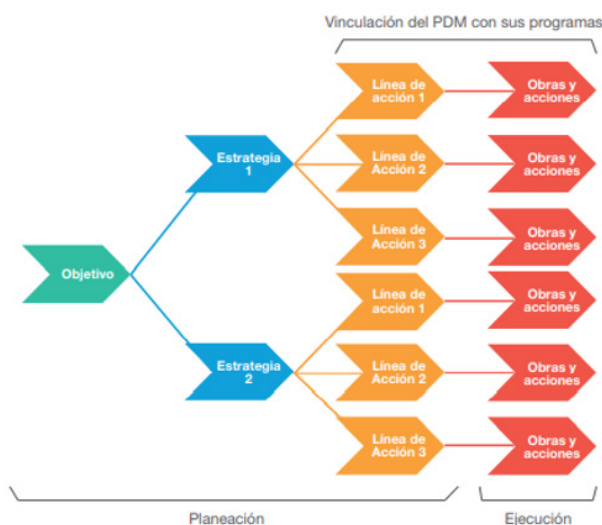 Vinculación del PDM con sus programas
Línea de
acción 1
Obras y
acciones
Estrategia
1
Línea de
Acción 2
Obras y
acciones
Línea de
Acción 3
Obras y
acciones
Objetivo
Línea de
acción 1
Obras y
acciones
Estrategia
2
Línea de
Acción 2
Obras y
acciones
Línea de
Acción 3
Obras y
acciones
Planeación
Ejecución